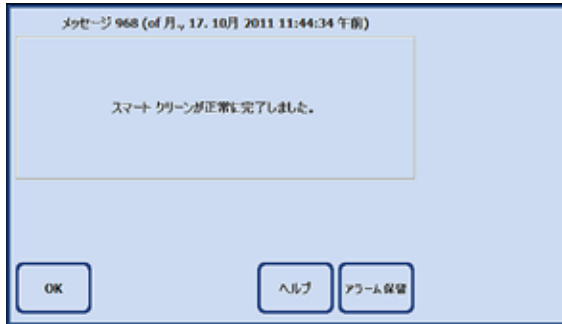 メッセージ 968 (of 月., 17. 10月 2011 11:44:34 午前)
スマート クリーンが正常に完了しました。
OK
ヘルプ
アラーム保留